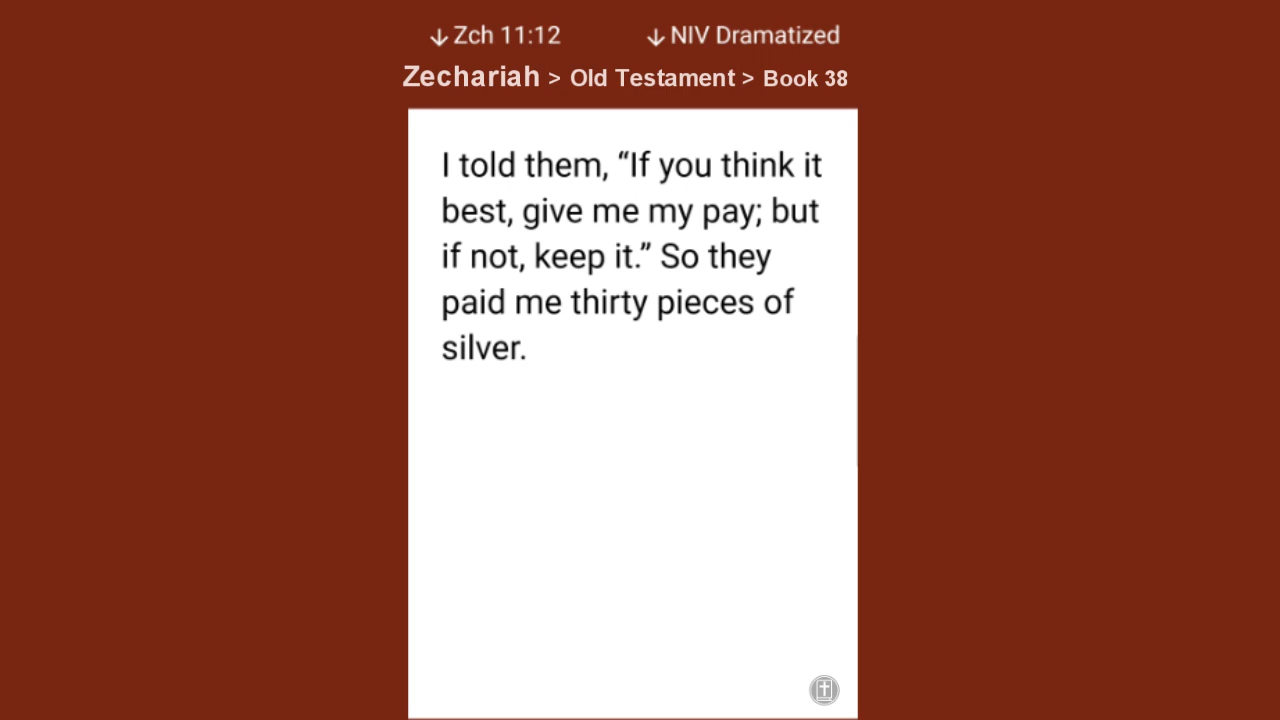 ↓ Zch 11:12 ↓ NIV Dramatized
Zechariah > Old Testament > Book 38
I told them, “If you think it
best, give me my pay; but
if not, keep it.” So they
paid me thirty pieces of
silver.